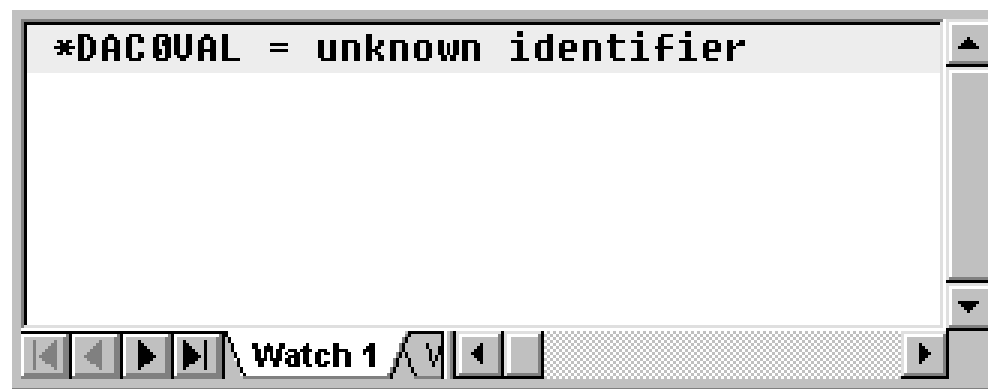 *DAC0VAL = unknown identifier
Watch 1